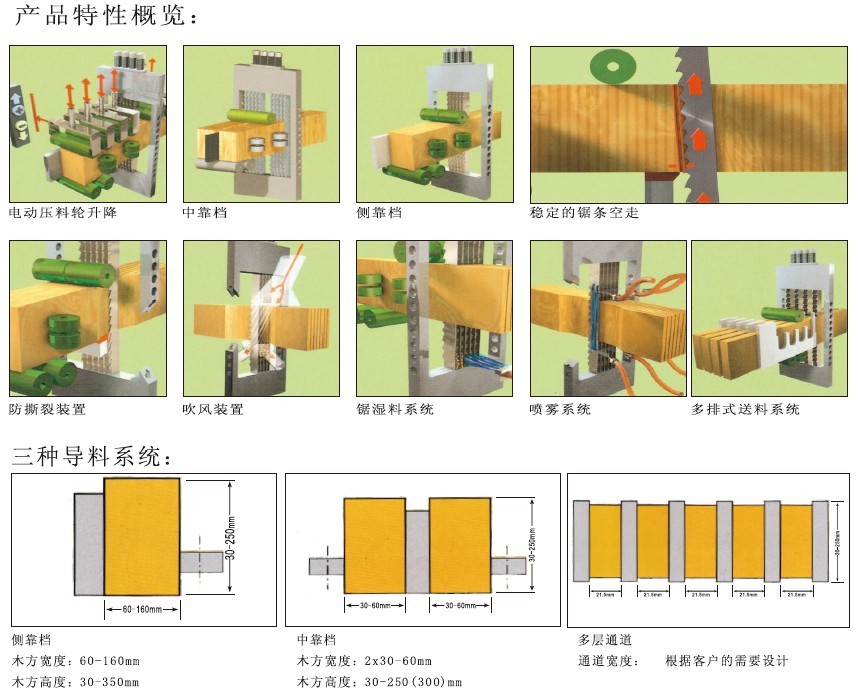 产品特性概览：
电动压料轮升降
中靠档
侧靠档
稳定的锯条空走
防撕裂装置
吹风装置
锯湿料系统
喷雾系统
多排式送料系统
三种导料系统：
30-250mm
60-160mm
30-250mm
30-60mm
30-60mm
30-200mm
21.5mm
21.5mm
21.5mm
21.5mm
21.5mm
侧靠档
木方宽度：60-160mm
木方高度：30-350mm
中靠档
木方宽度：2x30-60mm
木方高度：30-250(300)mm
多层通道
通道宽度： 根据客户的需要设计